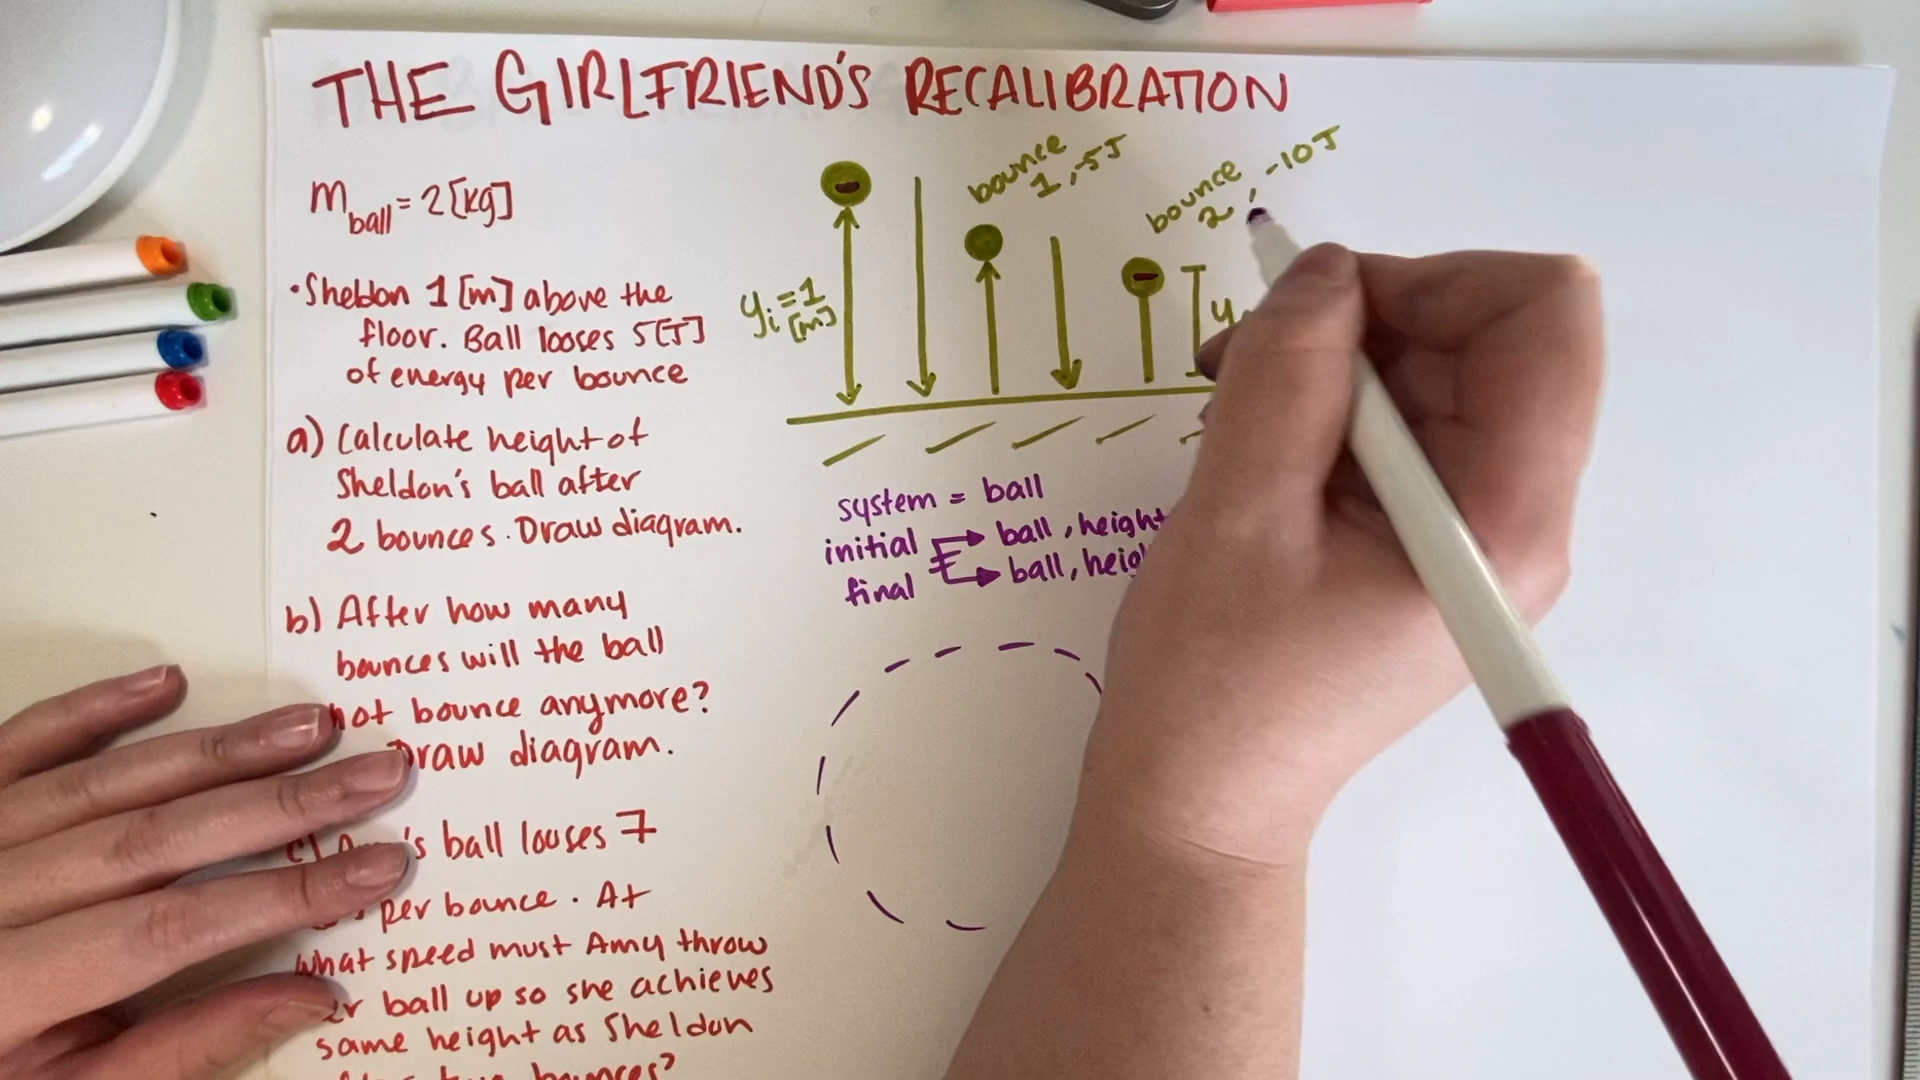 THE GIRLFRIEND'S RECALIBRATION
m ball = 2 [kg]
• Sheldon 1 [m] above the
floor. Ball looses 5 [J]
of energy per bounce
a) Calculate height of
Sheldon's ball after
2 bounces. Draw diagram.
b) After how many
bounces will the ball
not bounce anymore?
Draw diagram.
's ball looses 7
per bounce. At
what speed must Amy throw
ball up so she achieves
same height as Sheldon
bounces?
yi = 1
[m]
bounce
1, -5J
bounce
2, -10J
y
system = ball
initial ball, height
final ball,